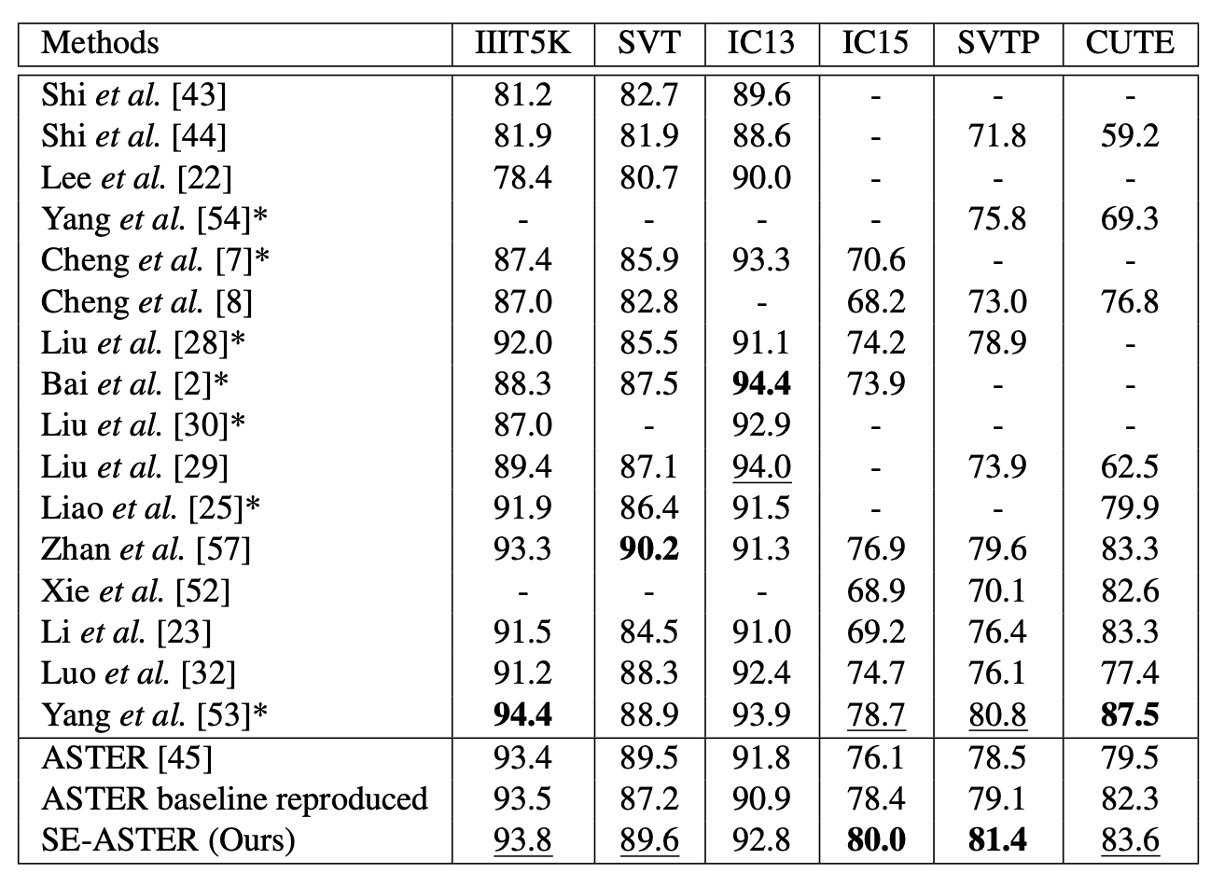 Methods IIIT5K SVT IC13 IC15 SVTP CUTE
Shi et al. [43] 81.2 82.7 89.6 - - -
Shi et al. [44] 81.9 81.9 88.6 - 71.8 59.2
Lee et al. [22] 78.4 80.7 90.0 - - -
Yang et al. [54]* - - - - 75.8 69.3
Cheng et al. [7]* 87.4 85.9 93.3 70.6 - -
Cheng et al. [8] 87.0 82.8 - 68.2 73.0 76.8
Liu et al. [28]* 92.0 85.5 91.1 74.2 78.9 -
Bai et al. [2]* 88.3 87.5 94.4 73.9 - -
Liu et al. [30]* 87.0 - 92.9 - - -
Liu et al. [29] 89.4 87.1 94.0 - 73.9 62.5
Liao et al. [25]* 91.9 86.4 91.5 - - 79.9
Zhan et al. [57] 93.3 90.2 91.3 76.9 79.6 83.3
Xie et al. [52] - - - 68.9 70.1 82.6
Li et al. [23] 91.5 84.5 91.0 69.2 76.4 83.3
Luo et al. [32] 91.2 88.3 92.4 74.7 76.1 77.4
Yang et al. [53]* 94.4 88.9 93.9 78.7 80.8 87.5
ASTER [45] 93.4 89.5 91.8 76.1 78.5 79.5
ASTER baseline reproduced 93.5 87.2 90.9 78.4 79.1 82.3
SE-ASTER (Ours) 93.8 89.6 92.8 80.0 81.4 83.6